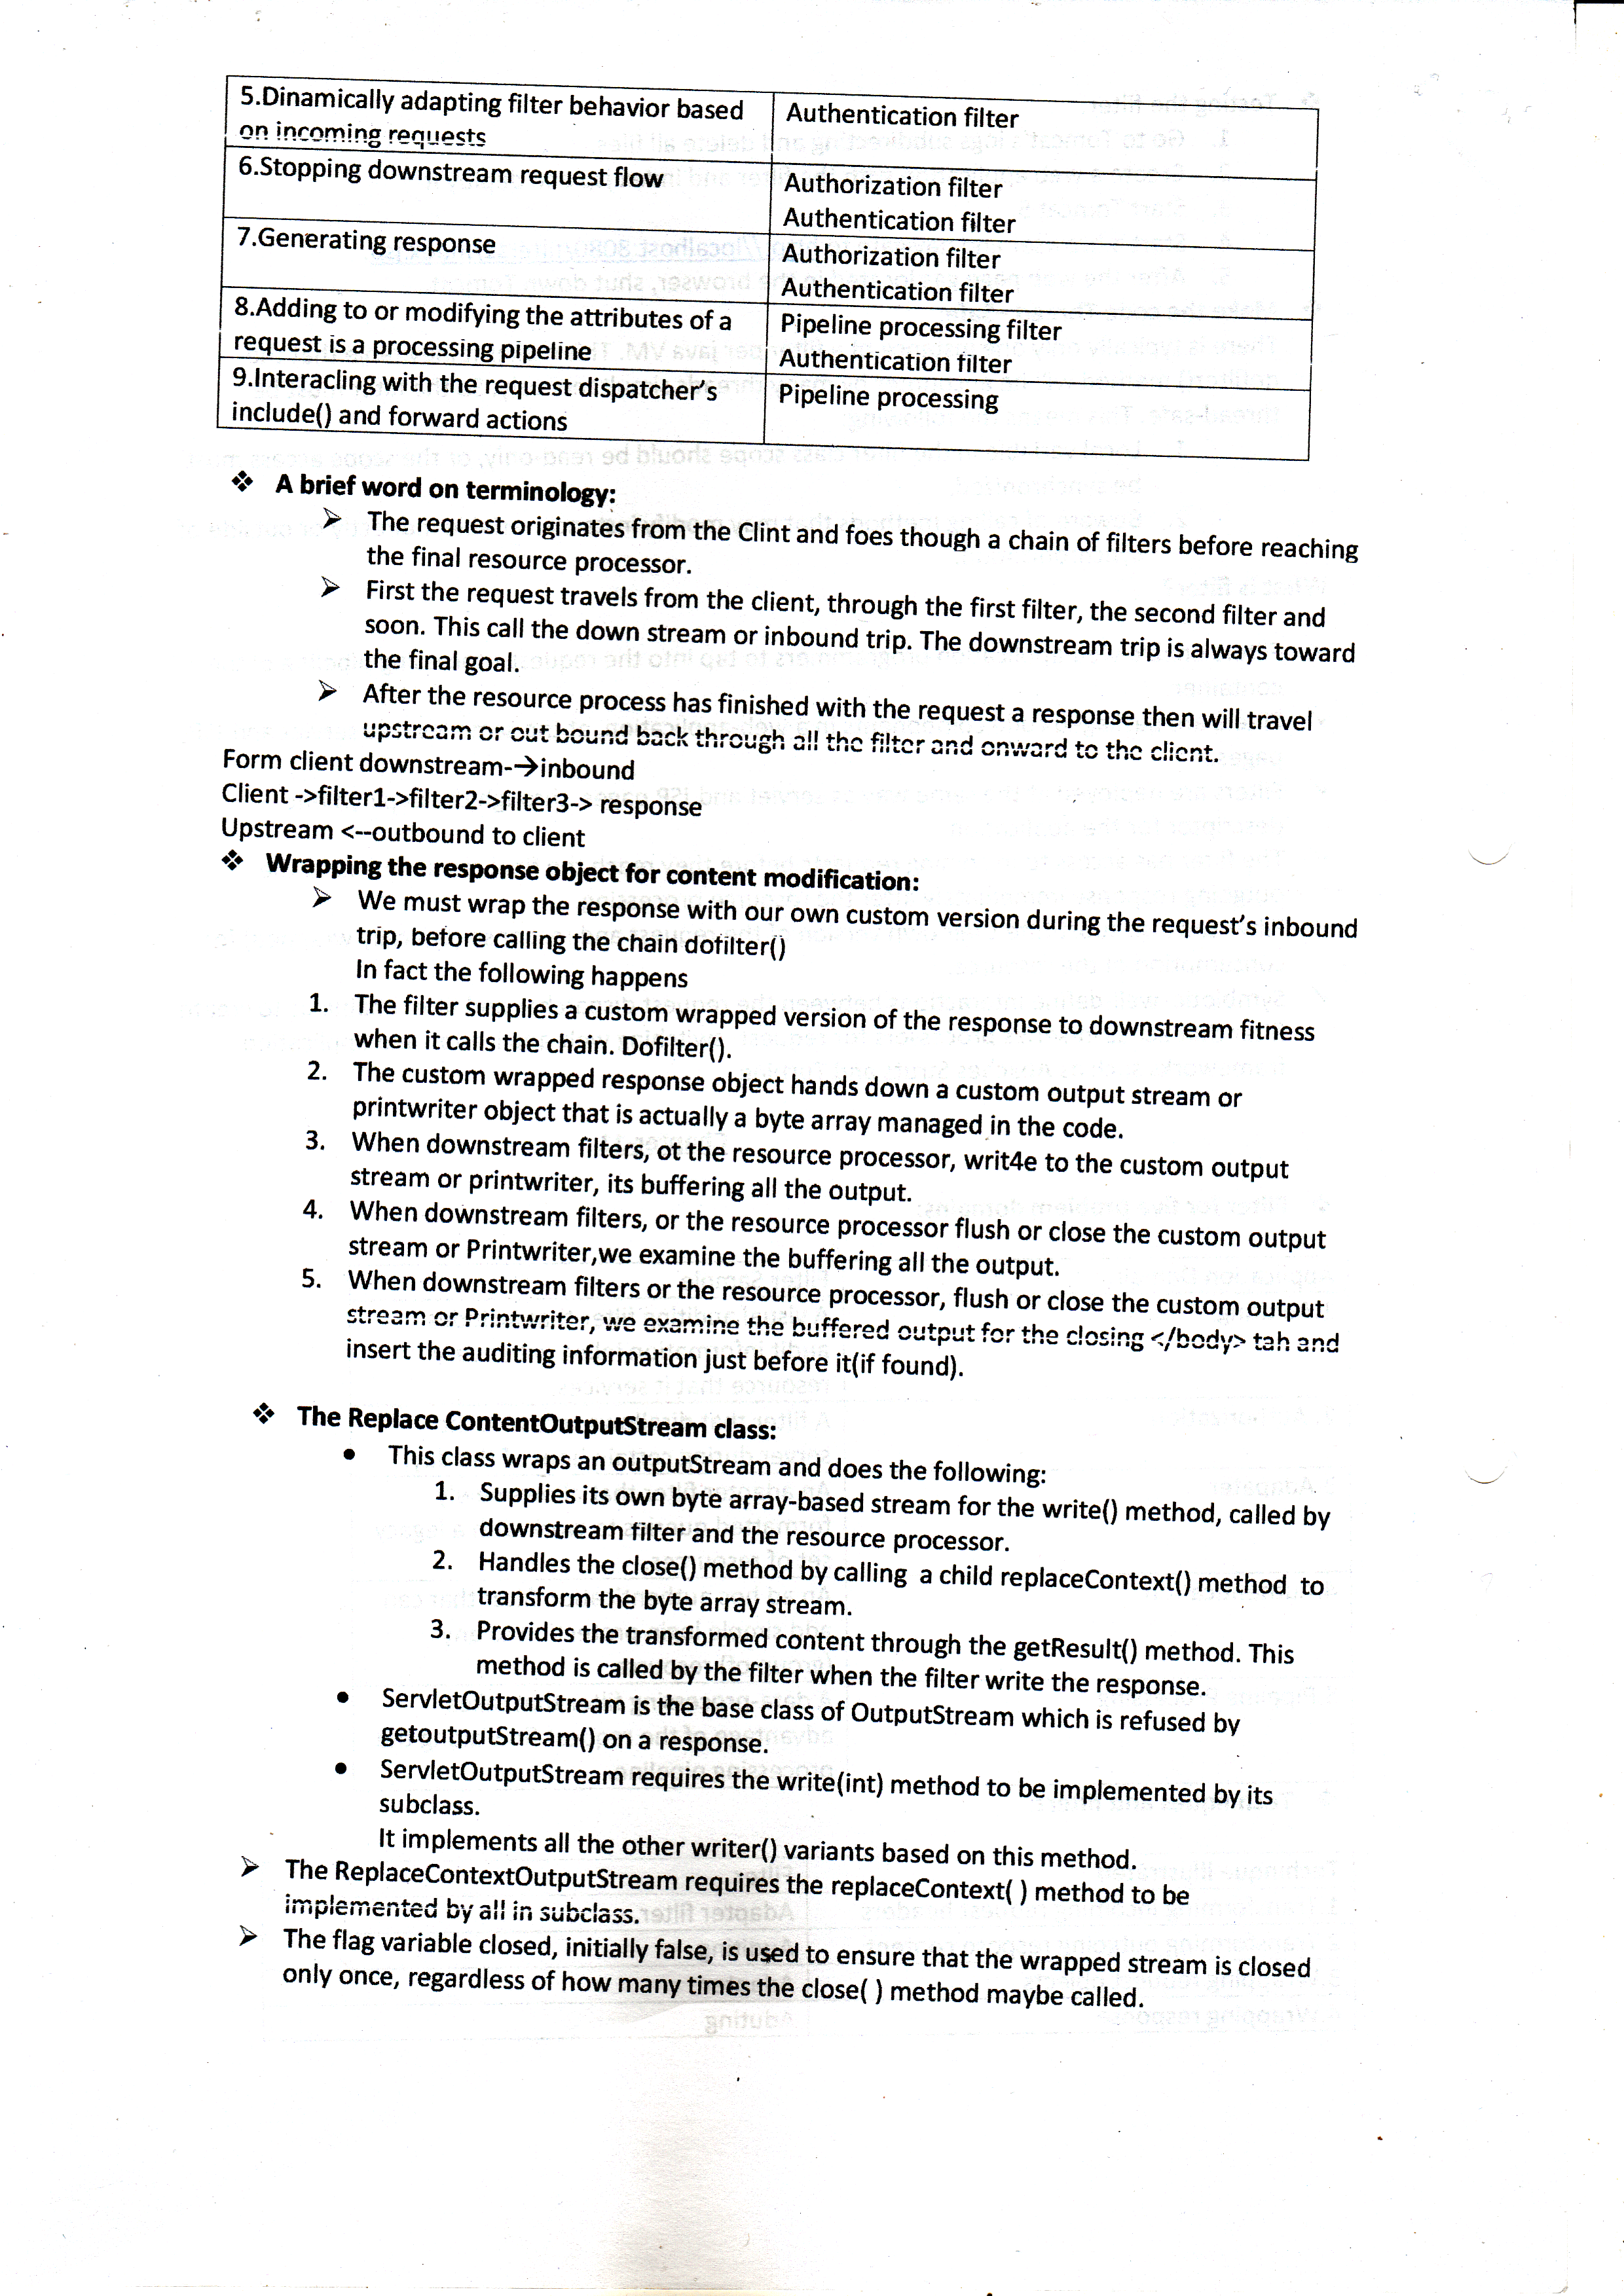 5.Dinamically adapting filter behavior based
on incoming requests
Authentication filter
6.Stopping downstream request flow
Authorization filter
Authentication filter
7.Generating response
Authorization filter
Authentication filter
8.Adding to or modifying the attributes of a
request is a processing pipeline
Pipeline processing filter
Authentication filter
9.Interacling with the request dispatcher's
include() and forward actions
Pipeline processing
❖ A brief word on terminology:
➢ The request originates from the Clint and foes though a chain of filters before reaching
the final resource processor.
➢ First the request travels from the client, through the first filter, the second filter and
soon. This call the down stream or inbound trip. The downstream trip is always toward
the final goal.
➢ After the resource process has finished with the request a response then will travel
upstream or out bound back through all the filter and onward to the client.
Form client downstream-→inbound
Client ->filter1->filter2->filter3-> response
Upstream <--outbound to client
❖ Wrapping the response object for content modification:
➢ We must wrap the response with our own custom version during the request's inbound
trip, before calling the chain dofilter()
In fact the following happens
1. The filter supplies a custom wrapped version of the response to downstream fitness
when it calls the chain. Dofilter().
2. The custom wrapped response object hands down a custom output stream or
printwriter object that is actually a byte array managed in the code.
3. When downstream filters, ot the resource processor, writ4e to the custom output
stream or printwriter, its buffering all the output.
4. When downstream filters, or the resource processor flush or close the custom output
stream or Printwriter,we examine the buffering all the output.
5. When downstream filters or the resource processor, flush or close the custom output
stream or Printwriter, we examine the buffered output for the closing </body> tah and
insert the auditing information just before it(if found).
❖ The Replace ContentOutputStream class:
• This class wraps an outputStream and does the following:
1. Supplies its own byte array-based stream for the write() method, called by
downstream filter and the resource processor.
2. Handles the close() method by calling a child replaceContext() method to
transform the byte array stream.
3. Provides the transformed content through the getResult() method. This
method is called by the filter when the filter write the response.
• ServletOutputStream is the base class of OutputStream which is refused by
getoutputStream() on a response.
• ServletOutputStream requires the write(int) method to be implemented by its
subclass.
It implements all the other writer() variants based on this method.
➢ The ReplaceContextOutputStream requires the replaceContext( ) method to be
implemented by all in subclass.
➢ The flag variable closed, initially false, is used to ensure that the wrapped stream is closed
only once, regardless of how many times the close( ) method maybe called.